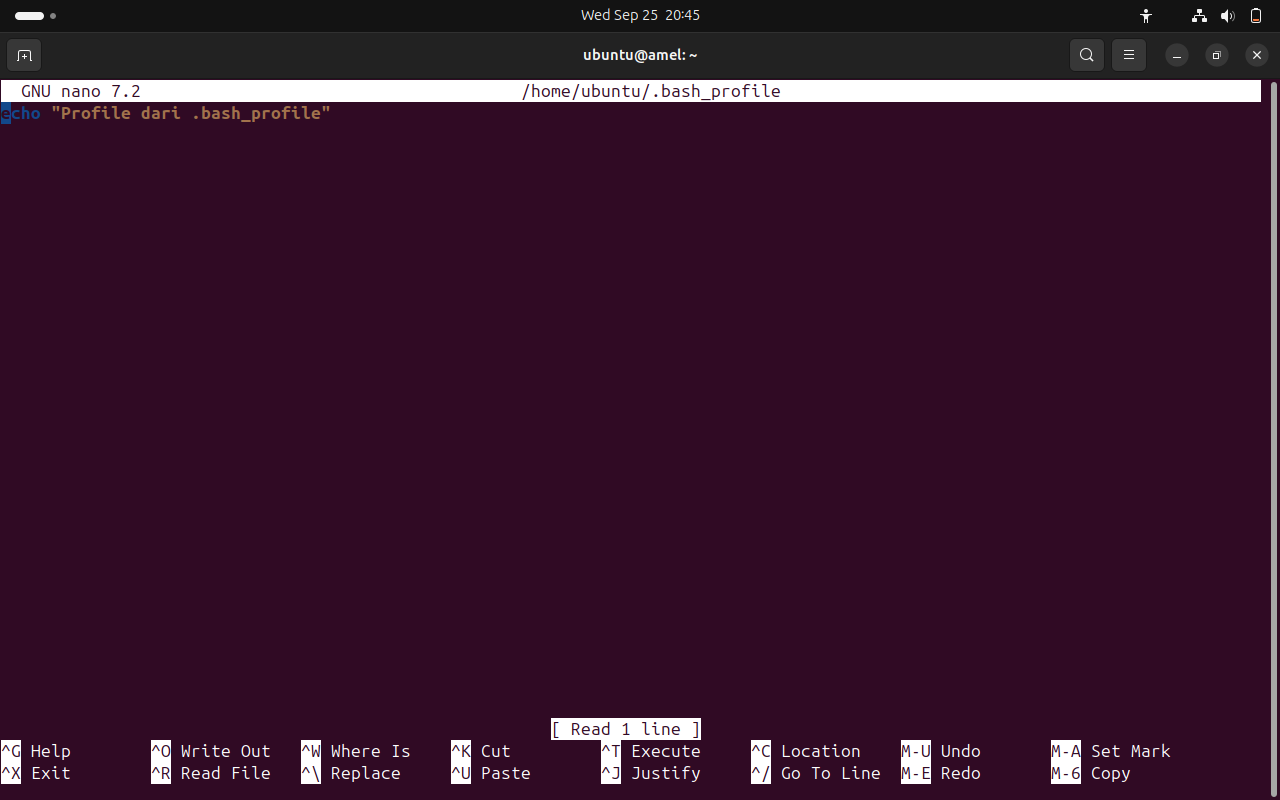 Wed Sep 25 20:45
ubuntu@amel: ~
GNU nano 7.2 /home/ubuntu/.bash_profile
echo "Profile dari .bash_profile"
[ Read 1 line ]
^G Help ^O Write Out ^W Where Is ^K Cut ^T Execute ^C Location M-U Undo M-A Set Mark
^X Exit ^R Read File ^\ Replace ^U Paste ^J Justify ^/ Go To Line M-E Redo M-6 Copy